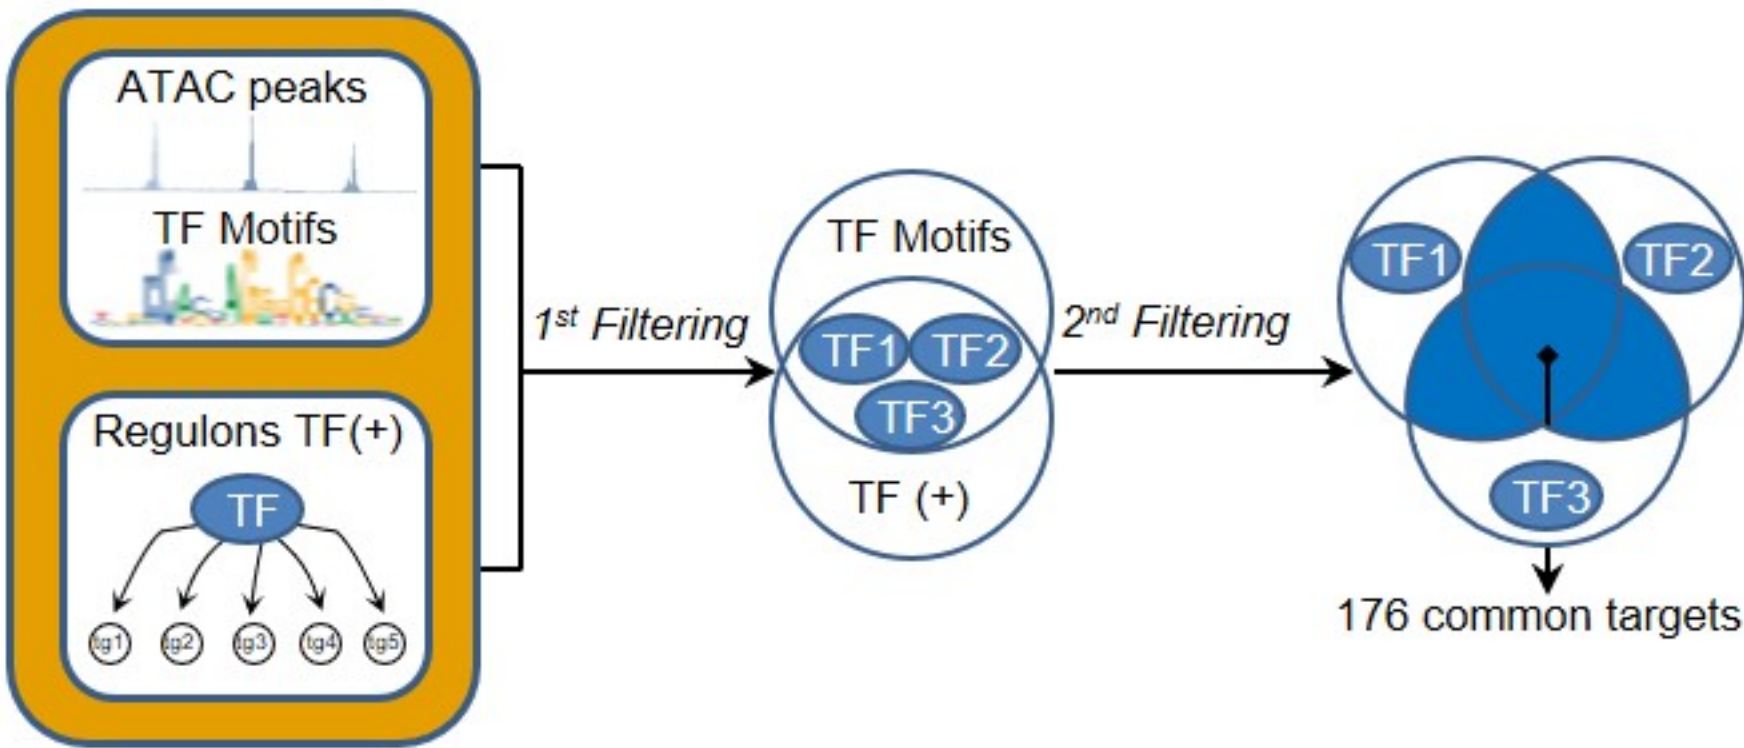 ATAC peaks
TF Motifs
Regulons TF(+)
TF
tg1 tg2 tg3 tg4 tg5
1st Filtering
TF Motifs
TF1 TF2
TF3
TF (+)
2nd Filtering
TF1 TF2
TF3
176 common targets